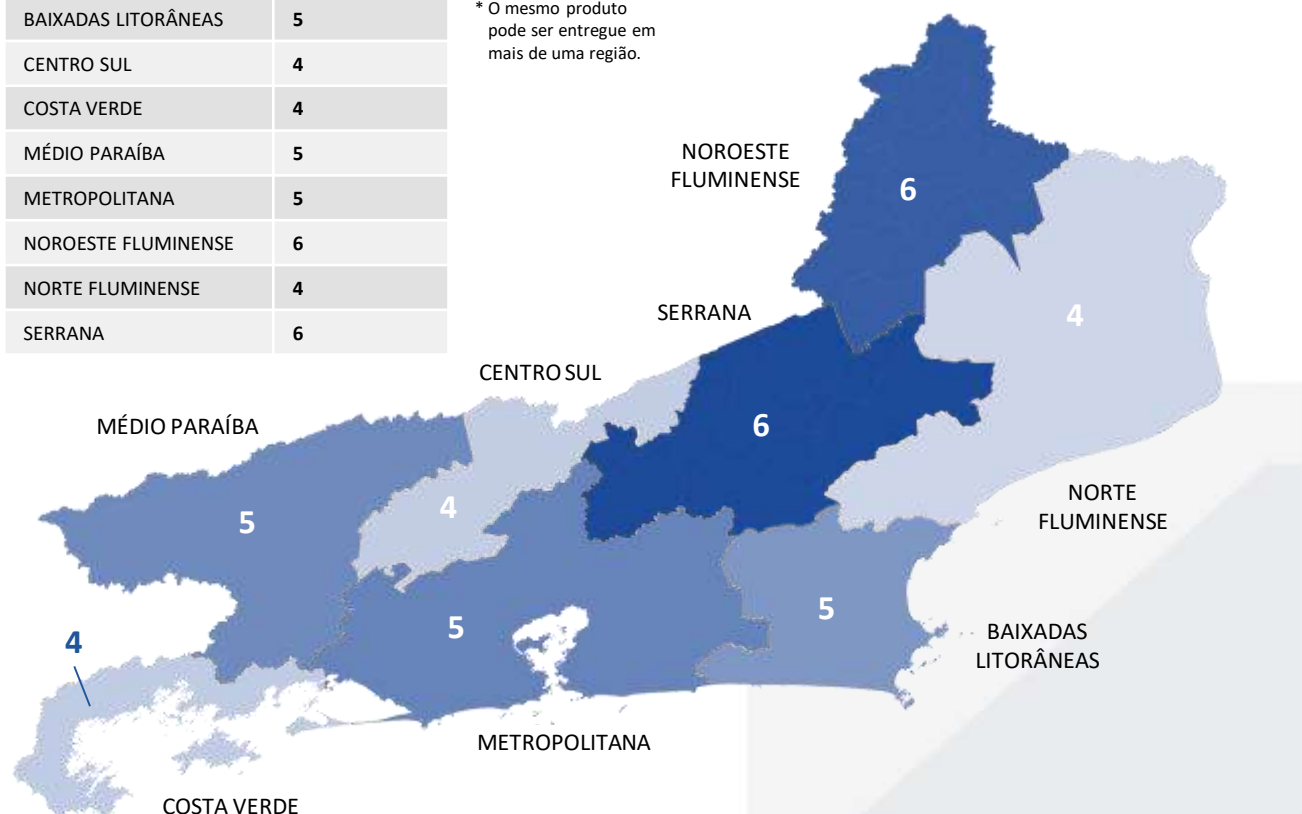 BAIXADAS LITORÂNEAS 5
CENTRO SUL 4
COSTA VERDE 4
MÉDIO PARAÍBA 5
METROPOLITANA 5
NOROESTE FLUMINENSE 6
NORTE FLUMINENSE 4
SERRANA 6
* O mesmo produto
pode ser entregue em
mais de uma região.
NOROESTE
FLUMINENSE
6
SERRANA
4
CENTRO SUL
MÉDIO PARAÍBA
6
NORTE
FLUMINENSE
4
5
5
5
BAIXADAS
LITORÂNEAS
4
METROPOLITANA
COSTA VERDE